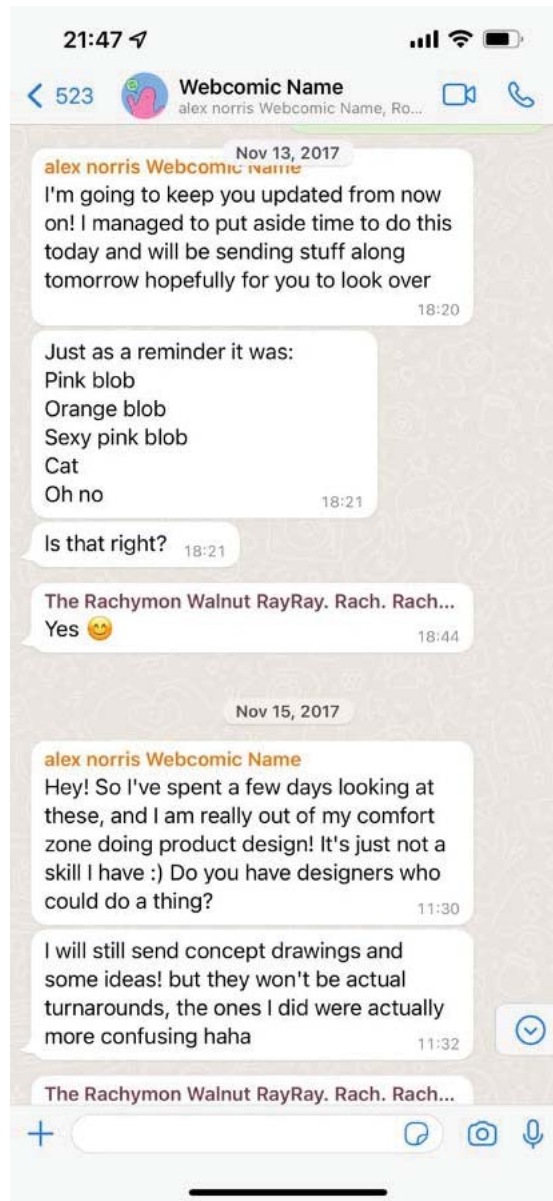 21:47
523
Webcomic Name
alex norris Webcomic Name, Ro...
Nov 13, 2017
alex norris Webcomic Name
I'm going to keep you updated from now
on! I managed to put aside time to do this
today and will be sending stuff along
tomorrow hopefully for you to look over
18:20
Just as a reminder it was:
Pink blob
Orange blob
Sexy pink blob
Cat
Oh no
18:21
Is that right? 18:21
The Rachymon Walnut RayRay. Rach. Rach...
Yes 😊
18:44
Nov 15, 2017
alex norris Webcomic Name
Hey! So I've spent a few days looking at
these, and I am really out of my comfort
zone doing product design! It's just not a
skill I have :) Do you have designers who
could do a thing?
11:30
I will still send concept drawings and
some ideas! but they won't be actual
turnarounds, the ones I did were actually
more confusing haha
11:32
The Rachymon Walnut RayRay. Rach. Rach...